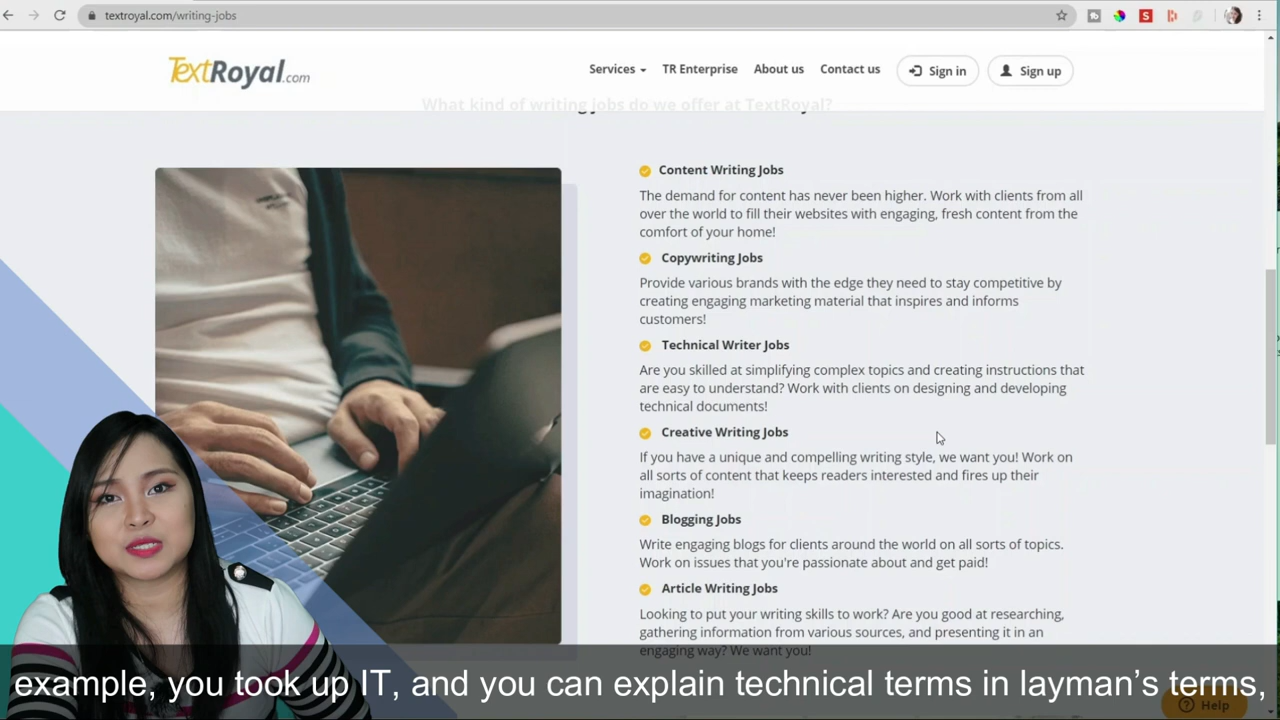 textroyal.com/writing-jobs
TextRoyal.com
Services
TR Enterprise
About us
Contact us
Sign in
Sign up
What kind of writing jobs do we offer at TextRoyal?
Content Writing Jobs
The demand for content has never been higher. Work with clients from all
over the world to fill their websites with engaging, fresh content from the
comfort of your home!
Copywriting Jobs
Provide various brands with the edge they need to stay competitive by
creating engaging marketing material that inspires and informs
customers!
Technical Writer Jobs
Are you skilled at simplifying complex topics and creating instructions that
are easy to understand? Work with clients on designing and developing
technical documents!
Creative Writing Jobs
If you have a unique and compelling writing style, we want you! Work on
all sorts of content that keeps readers interested and fires up their
imagination!
Blogging Jobs
Write engaging blogs for clients around the world on all sorts of topics.
Work on issues that you're passionate about and get paid!
Article Writing Jobs
Looking to put your writing skills to work? Are you good at researching,
gathering information from various sources, and presenting it in an
engaging way? We want you!
example, you took up IT, and you can explain technical terms in layman’s terms,
Help